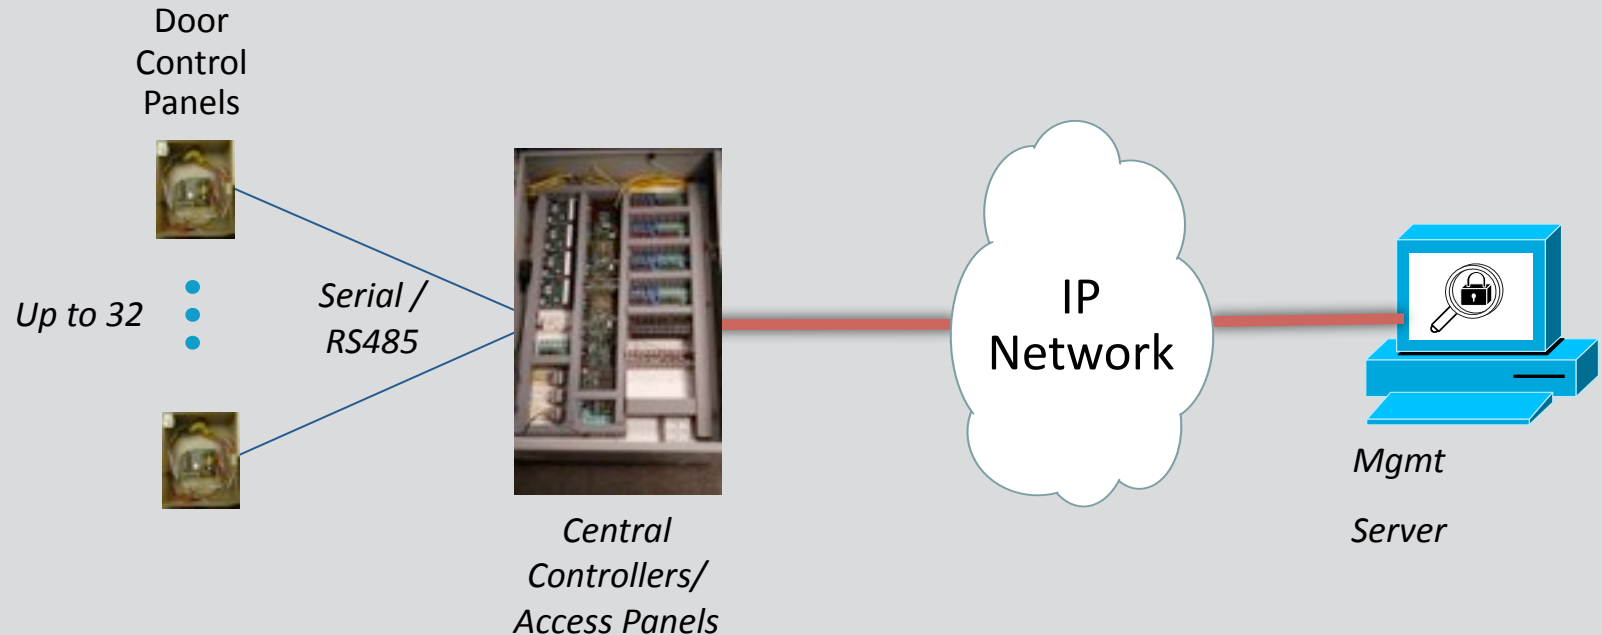 Door
Control
Panels
Up to 32
Serial /
RS485
Central
Controllers/
Access Panels
IP
Network
Mgmt
Server